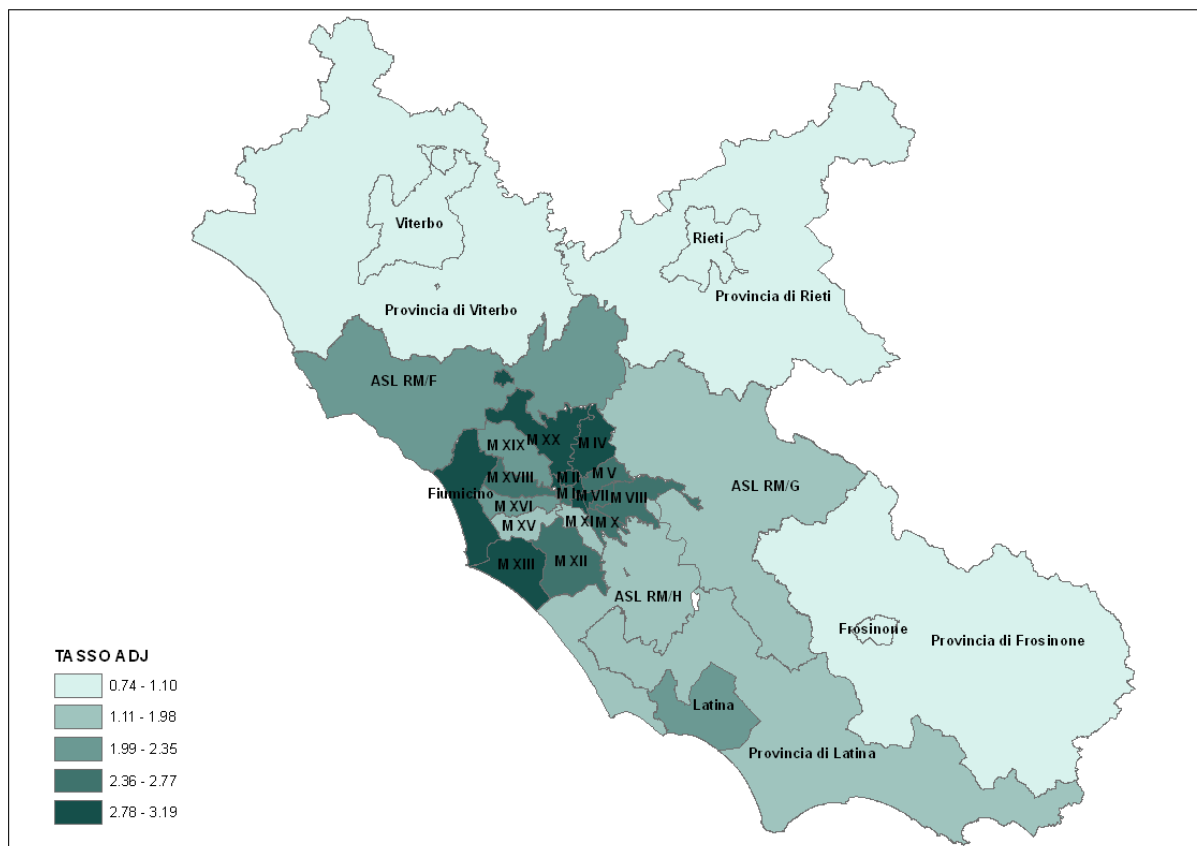 Viterbo
Rieti
Provincia di Rieti
Provincia di Viterbo
ASL RM/F
M XX
M IV
M XIX
M V
M XVIII
M II
ASL RM/G
Fiumicino
M I
M VII
M VIII
M XVI
M XV
M XI
M X
M XIII
M XII
ASL RM/H
Frosinone
Provincia di Frosinone
Latina
Provincia di Latina
TASSO ADJ
0.74 - 1.10
1.11 - 1.98
1.99 - 2.35
2.36 - 2.77
2.78 - 3.19